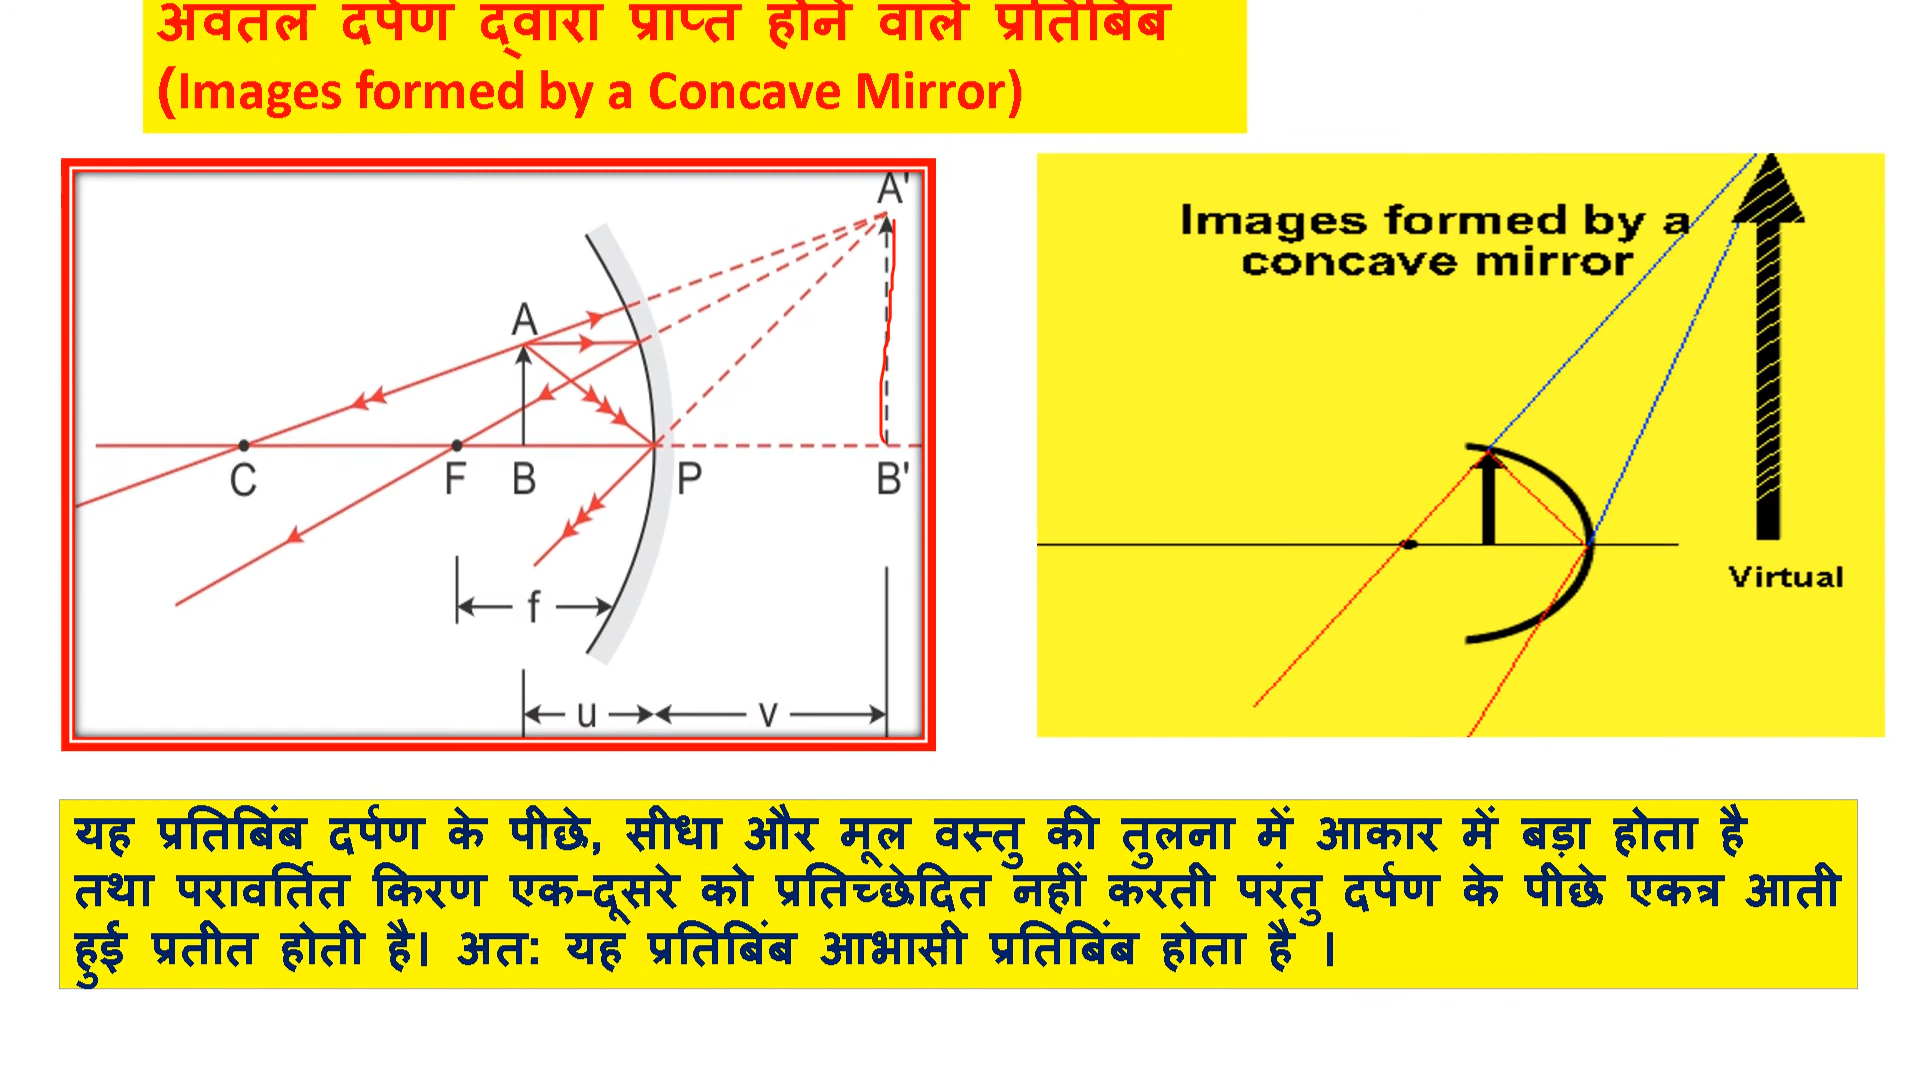 अवतल दर्पण द्वारा प्राप्त होने वाले प्रतिबिंब
(Images formed by a Concave Mirror)
A'
A
C
F
B
P
B'
f
u
v
Images formed by a
concave mirror
Virtual
यह प्रतिबिंब दर्पण के पीछे, सीधा और मूल वस्तु की तुलना में आकार में बड़ा होता है
तथा परावर्तित किरण एक-दूसरे को प्रतिच्छेदित नहीं करती परंतु दर्पण के पीछे एकत्र आती
हुई प्रतीत होती है। अत: यह प्रतिबिंब आभासी प्रतिबिंब होता है ।